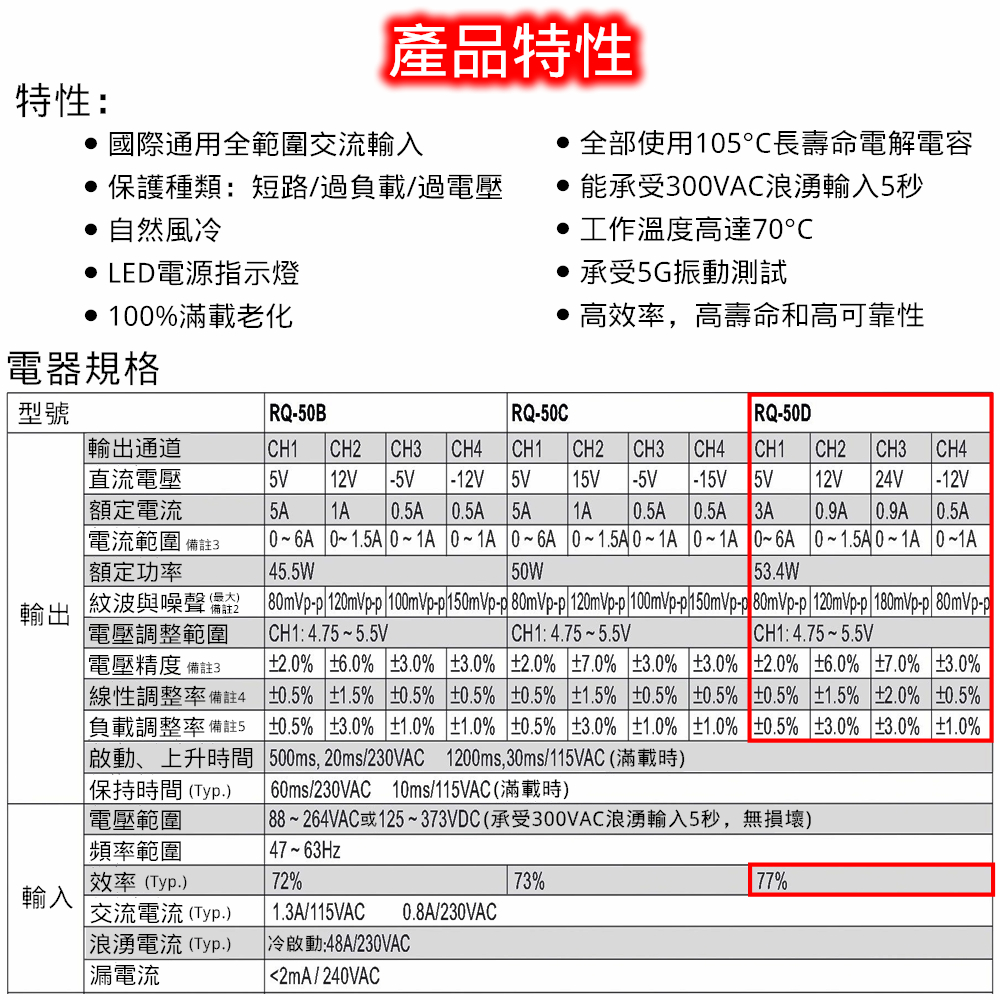 產品特性
特性：
• 國際通用全範圍交流輸入
• 保護種類：短路/過負載/過電壓
• 自然風冷
• LED電源指示燈
• 100%滿載老化
• 全部使用105°C長壽命電解電容
• 能承受300VAC浪湧輸入5秒
• 工作溫度高達70°C
• 承受5G振動測試
• 高效率，高壽命和高可靠性
電器規格
型號 RQ-50B RQ-50C RQ-50D
輸出
輸出通道 CH1 CH2 CH3 CH4 CH1 CH2 CH3 CH4 CH1 CH2 CH3 CH4
直流電壓 5V 12V -5V -12V 5V 15V -5V -15V 5V 12V 24V -12V
額定電流 5A 1A 0.5A 0.5A 5A 1A 0.5A 0.5A 3A 0.9A 0.9A 0.5A
電流範圍 備註3 0 ~ 6A 0~ 1.5A 0 ~ 1A 0 ~ 1A 0 ~ 6A 0 ~ 1.5A 0 ~ 1A 0 ~ 1A 0~ 6A 0 ~ 1.5A 0 ~ 1A 0 ~1A
額定功率 45.5W 50W 53.4W
紋波與噪聲 (最大) 備註2 80mVp-p 120mVp-p 100mVp-p 150mVp-p 80mVp-p 120mVp-p 100mVp-p 150mVp-p 80mVp-p 120mVp-p 180mVp-p 80mVp-p
電壓調整範圍 CH1: 4.75 ~ 5.5V CH1: 4.75 ~ 5.5V CH1: 4.75 ~ 5.5V
電壓精度 備註3 ±2.0% ±6.0% ±3.0% ±3.0% ±2.0% ±7.0% ±3.0% ±3.0% ±2.0% ±6.0% ±7.0% ±3.0%
線性調整率 備註4 ±0.5% ±1.5% ±0.5% ±0.5% ±0.5% ±1.5% ±0.5% ±0.5% ±0.5% ±1.5% ±2.0% ±0.5%
負載調整率 備註5 ±0.5% ±3.0% ±1.0% ±1.0% ±0.5% ±3.0% ±1.0% ±1.0% ±0.5% ±3.0% ±3.0% ±1.0%
啟動、上升時間 500ms, 20ms/230VAC 1200ms,30ms/115VAC (滿載時)
保持時間 (Typ.) 60ms/230VAC 10ms/115VAC (滿載時)
輸入
電壓範圍 88 ~ 264VAC或125 ~ 373VDC (承受300VAC浪湧輸入5秒，無損壞)
頻率範圍 47 ~ 63Hz
效率 (Typ.) 72% 73% 77%
交流電流 (Typ.) 1.3A/115VAC 0.8A/230VAC
浪湧電流 (Typ.) 冷啟動:48A/230VAC
漏電流 <2mA / 240VAC